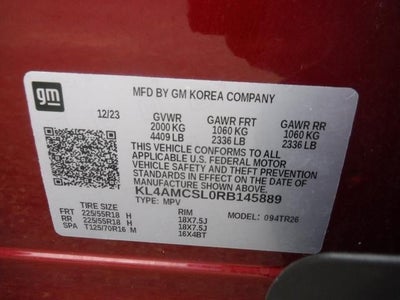 gm
MFD BY GM KOREA COMPANY
12/23 GVWR GAWR FRT GAWR RR
2000 KG 1060 KG 1060 KG
4409 LB 2336 LB 2336 LB
THIS VEHICLE CONFORMS TO ALL
APPLICABLE U.S. FEDERAL MOTOR
VEHICLE SAFETY AND THEFT PREVENTION
STANDARDS IN EFFECT ON THE DATE OF
MANUFACTURE SHOWN ABOVE.
KL4AMCSL0RB145889
TYPE: MPV
TIRE SIZE RIM MODEL: 094TR26
FRT 225/55R18 H 18X7.5J
RR 225/55R18 H 18X7.5J
SPA T125/70R16 M 16X4BT